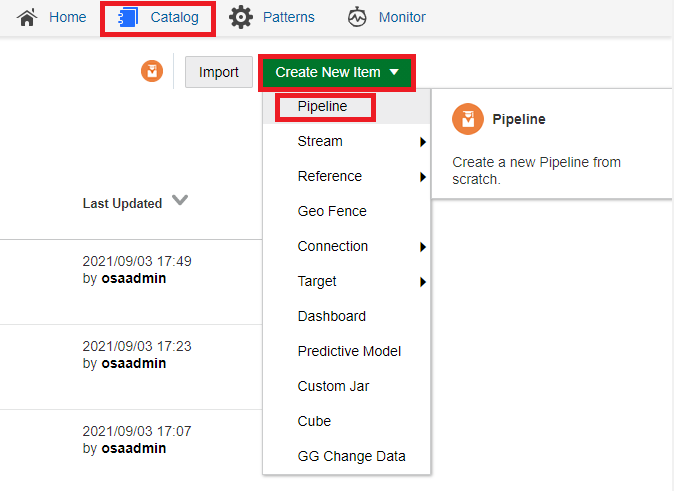 Home
Catalog
Patterns
Monitor
Import
Create New Item
Pipeline
Pipeline
Create a new Pipeline from
scratch.
Stream
Reference
Geo Fence
Connection
Target
Dashboard
Predictive Model
Custom Jar
Cube
GG Change Data
Last Updated
2021/09/03 17:49
by osaadmin
2021/09/03 17:23
by osaadmin
2021/09/03 17:07
by osaadmin